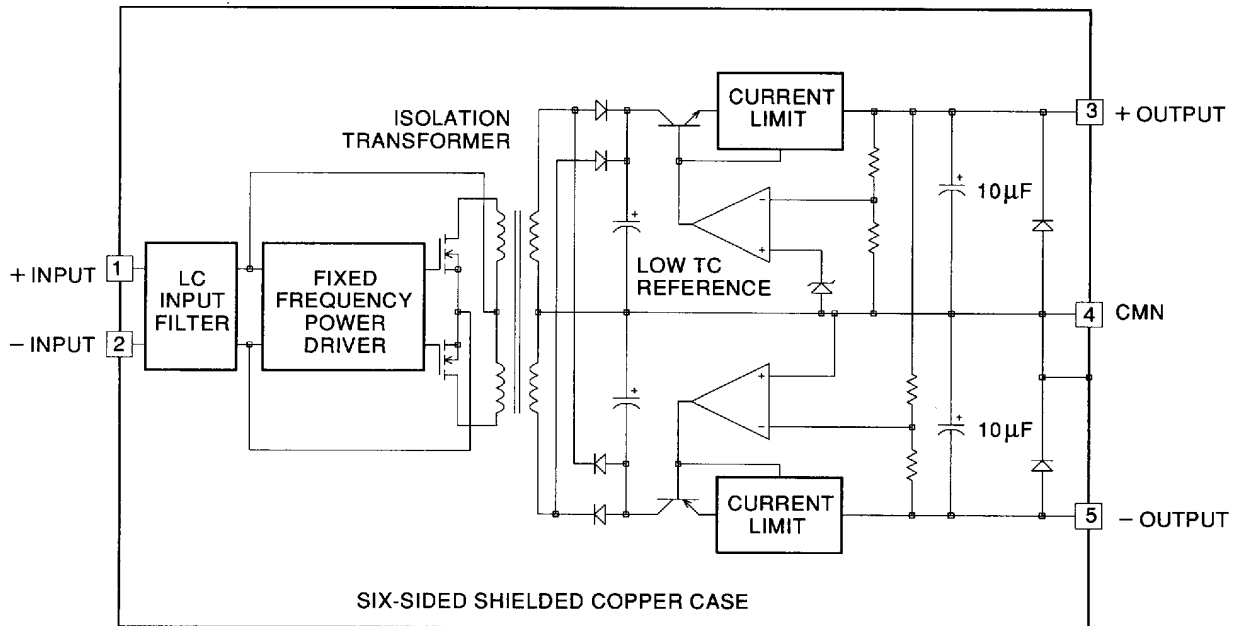 ISOLATION
TRANSFORMER
CURRENT
LIMIT
3
+ OUTPUT
+
+
10µF
-
+
LOW TC
REFERENCE
+ INPUT
1
LC
INPUT
FILTER
FIXED
FREQUENCY
POWER
DRIVER
- INPUT
2
4
CMN
+
+
-
+
10µF
CURRENT
LIMIT
5
- OUTPUT
SIX-SIDED SHIELDED COPPER CASE